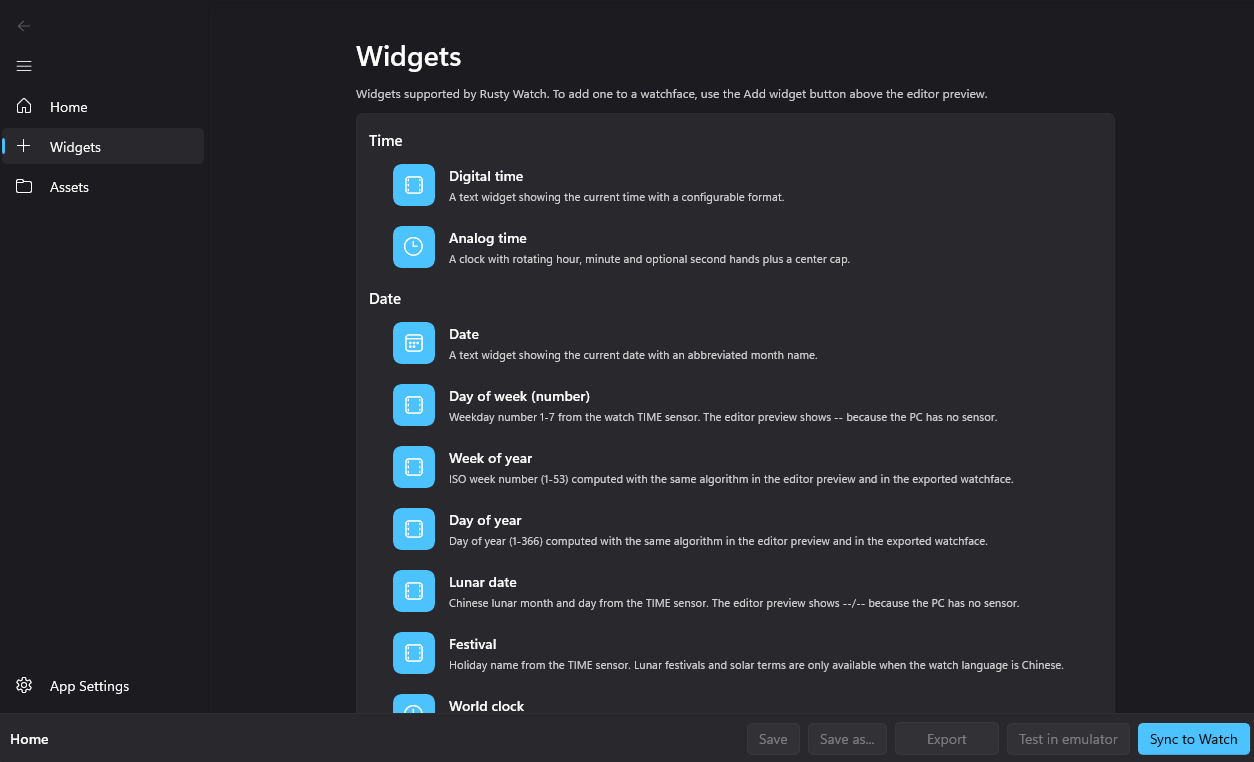 Home
Widgets
Assets
App Settings
Widgets
Widgets supported by Rusty Watch. To add one to a watchface, use the Add widget button above the editor preview.
Time
Digital time
A text widget showing the current time with a configurable format.
Analog time
A clock with rotating hour, minute and optional second hands plus a center cap.
Date
Date
A text widget showing the current date with an abbreviated month name.
Day of week (number)
Weekday number 1-7 from the watch TIME sensor. The editor preview shows -- because the PC has no sensor.
Week of year
ISO week number (1-53) computed with the same algorithm in the editor preview and in the exported watchface.
Day of year
Day of year (1-366) computed with the same algorithm in the editor preview and in the exported watchface.
Lunar date
Chinese lunar month and day from the TIME sensor. The editor preview shows --/-- because the PC has no sensor.
Festival
Holiday name from the TIME sensor. Lunar festivals and solar terms are only available when the watch language is Chinese.
World clock
Home
Save
Save as...
Export
Test in emulator
Sync to Watch